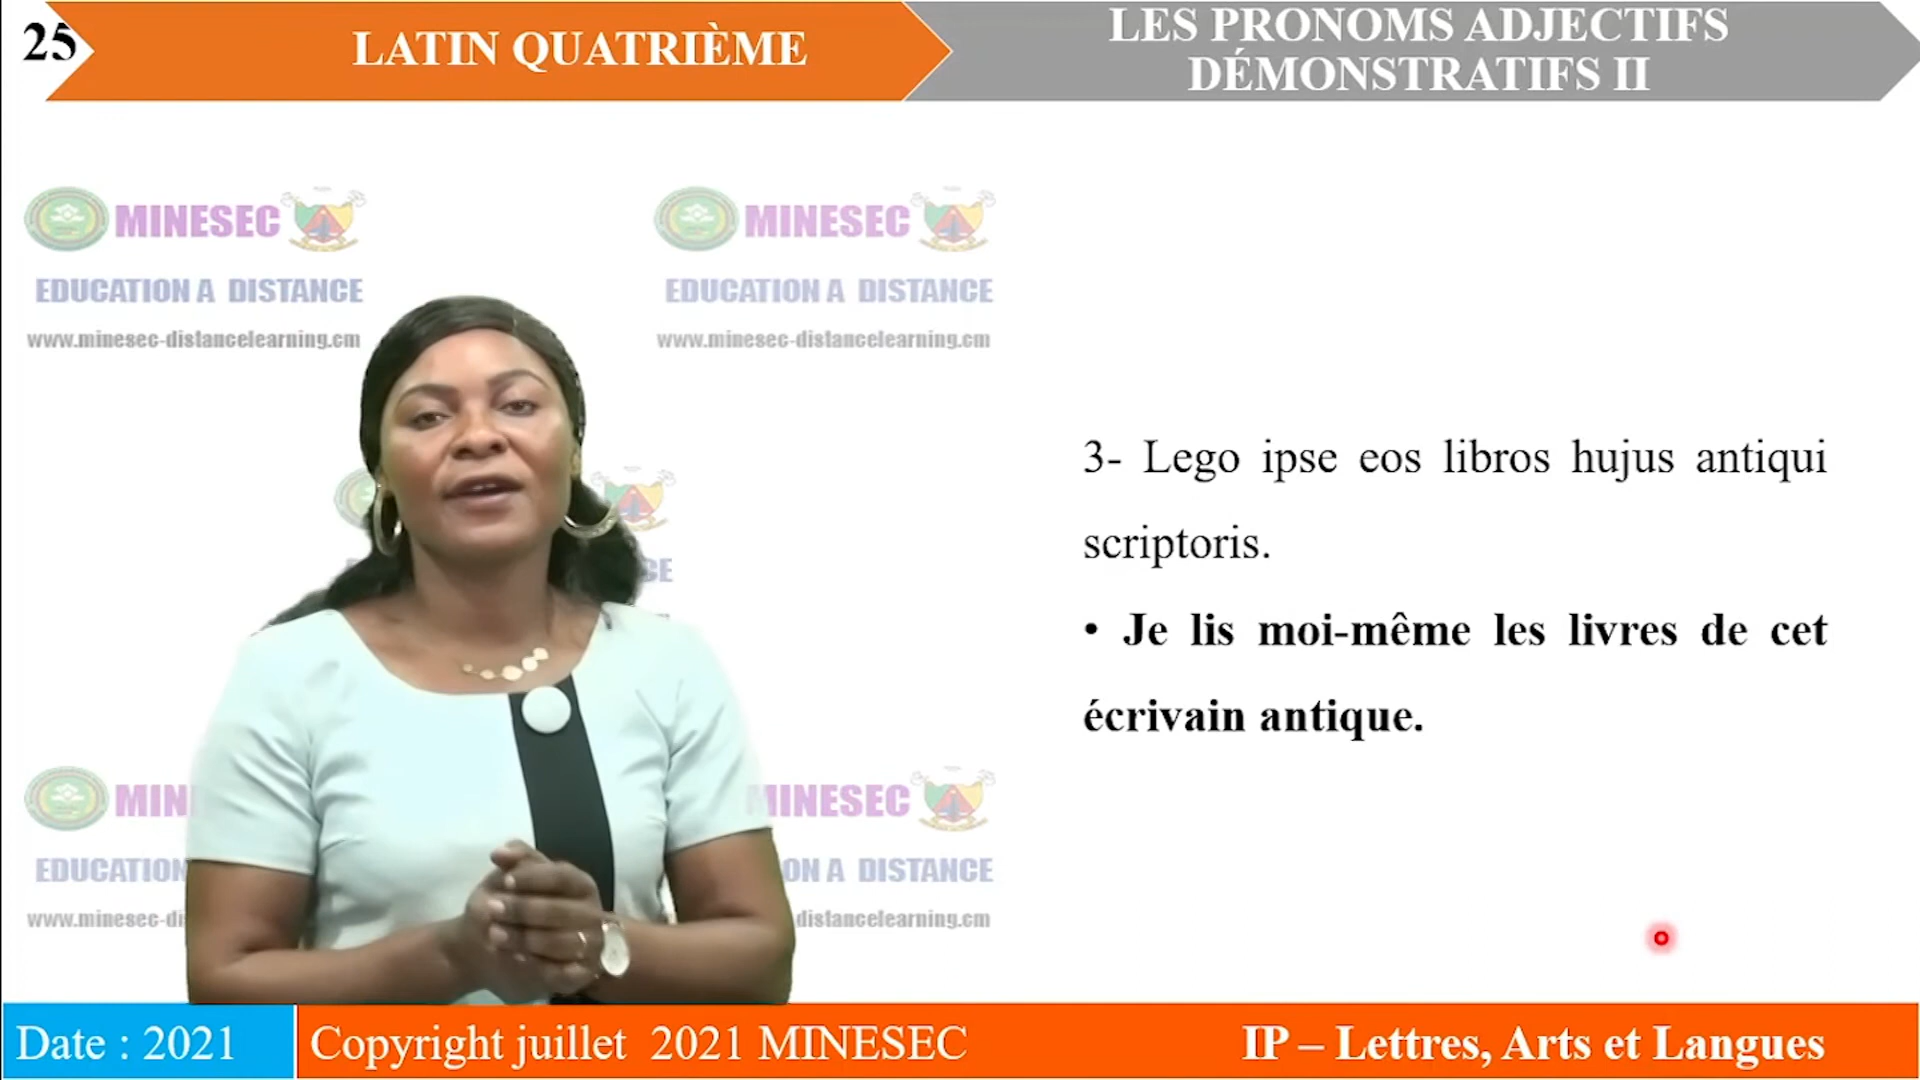 25
LATIN QUATRIÈME
LES PRONOMS ADJECTIFS
DÉMONSTRATIFS II
MINESEC
MINESEC
EDUCATION A DISTANCE
EDUCATION A DISTANCE
www.minesec-distancelearning.cm
www.minesec-distancelearning.cm
3- Lego ipse eos libros hujus antiqui
scriptoris.
• Je lis moi-même les livres de cet
écrivain antique.
CE
MIN
MINESEC
EDUCATION
ON A DISTANCE
www.minesec-di
distancelearning.cm
Date : 2021
Copyright juillet 2021 MINESEC
IP – Lettres, Arts et Langues